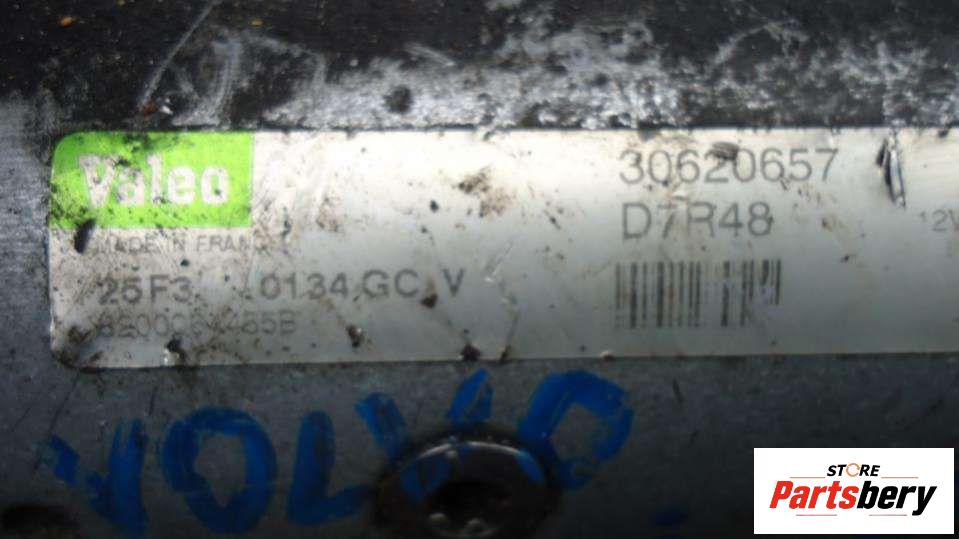 Valeo
MADE IN FRANCE
25F3 0134 GC V
30620657
D7R48
12V
VOLVO
STORE
Partsbery